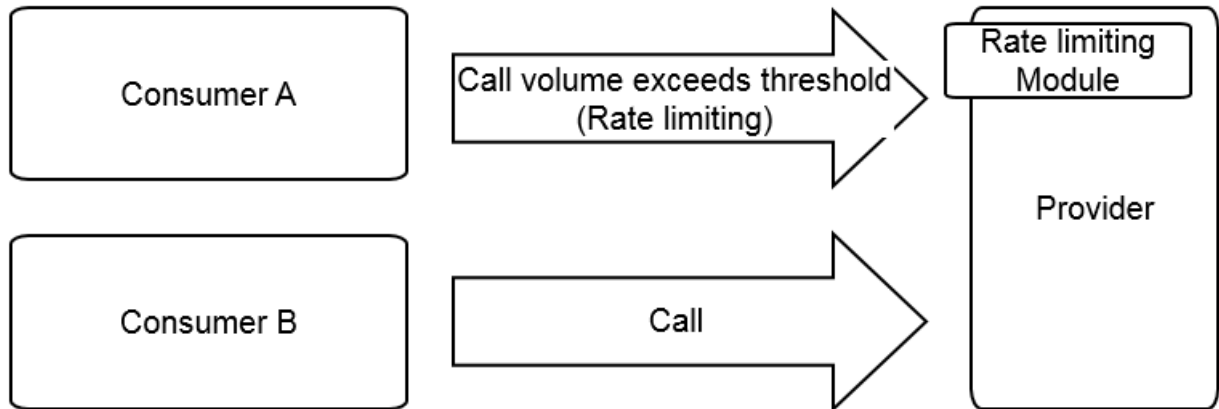 Consumer A
Call volume exceeds threshold
(Rate limiting)
Rate limiting
Module
Provider
Consumer B
Call